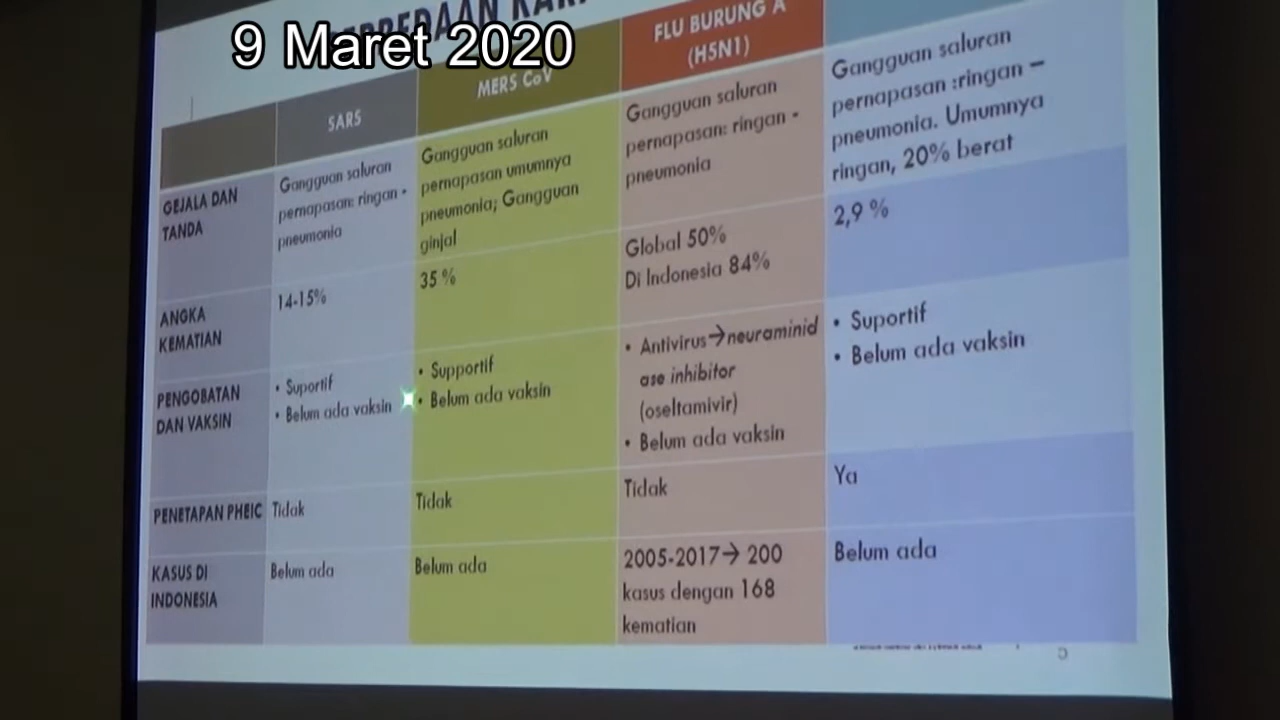 9 Maret 2020
SARS
MERS CoV
FLU BURUNG A
(H5N1)
GEJALA DAN
TANDA
Gangguan saluran
pernapasan: ringan -
pneumonia
Gangguan saluran
pernapasan umumnya
pneumonia; Gangguan
ginjal
Gangguan saluran
pernapasan: ringan -
pneumonia
Gangguan saluran
pernapasan :ringan –
pneumonia. Umumnya
ringan, 20% berat
ANGKA
KEMATIAN
14-15%
35 %
Global 50%
Di Indonesia 84%
2,9 %
PENGOBATAN
DAN VAKSIN
• Suportif
• Belum ada vaksin
• Supportif
• Belum ada vaksin
• Antivirus→neuraminid
ase inhibitor
(oseltamivir)
• Belum ada vaksin
• Suportif
• Belum ada vaksin
PENETAPAN PHEIC
Tidak
Tidak
Tidak
Ya
KASUS DI
INDONESIA
Belum ada
Belum ada
2005-2017→ 200
kasus dengan 168
kematian
Belum ada